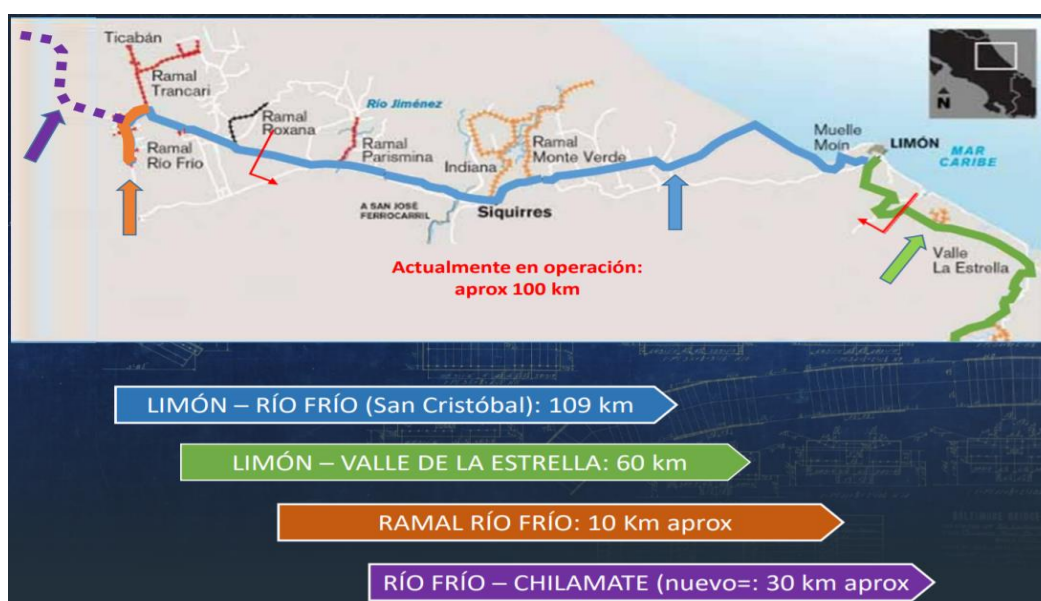 Ticabán
Ramal
Trancari
Ramal
Roxana
Río Jiménez
Ramal
Río Frío
Ramal
Parismina
Indiana
Ramal
Monte Verde
Muelle
Moin
LIMÓN
MAR
CARIBE
N
A SAN JOSÉ
FERROCARRIL
Siquirres
Valle
La Estrella
Actualmente en operación:
aprox 100 km
LIMÓN – RÍO FRÍO (San Cristóbal): 109 km
LIMÓN – VALLE DE LA ESTRELLA: 60 km
RAMAL RÍO FRÍO: 10 Km aprox
RÍO FRÍO – CHILAMATE (nuevo=: 30 km aprox